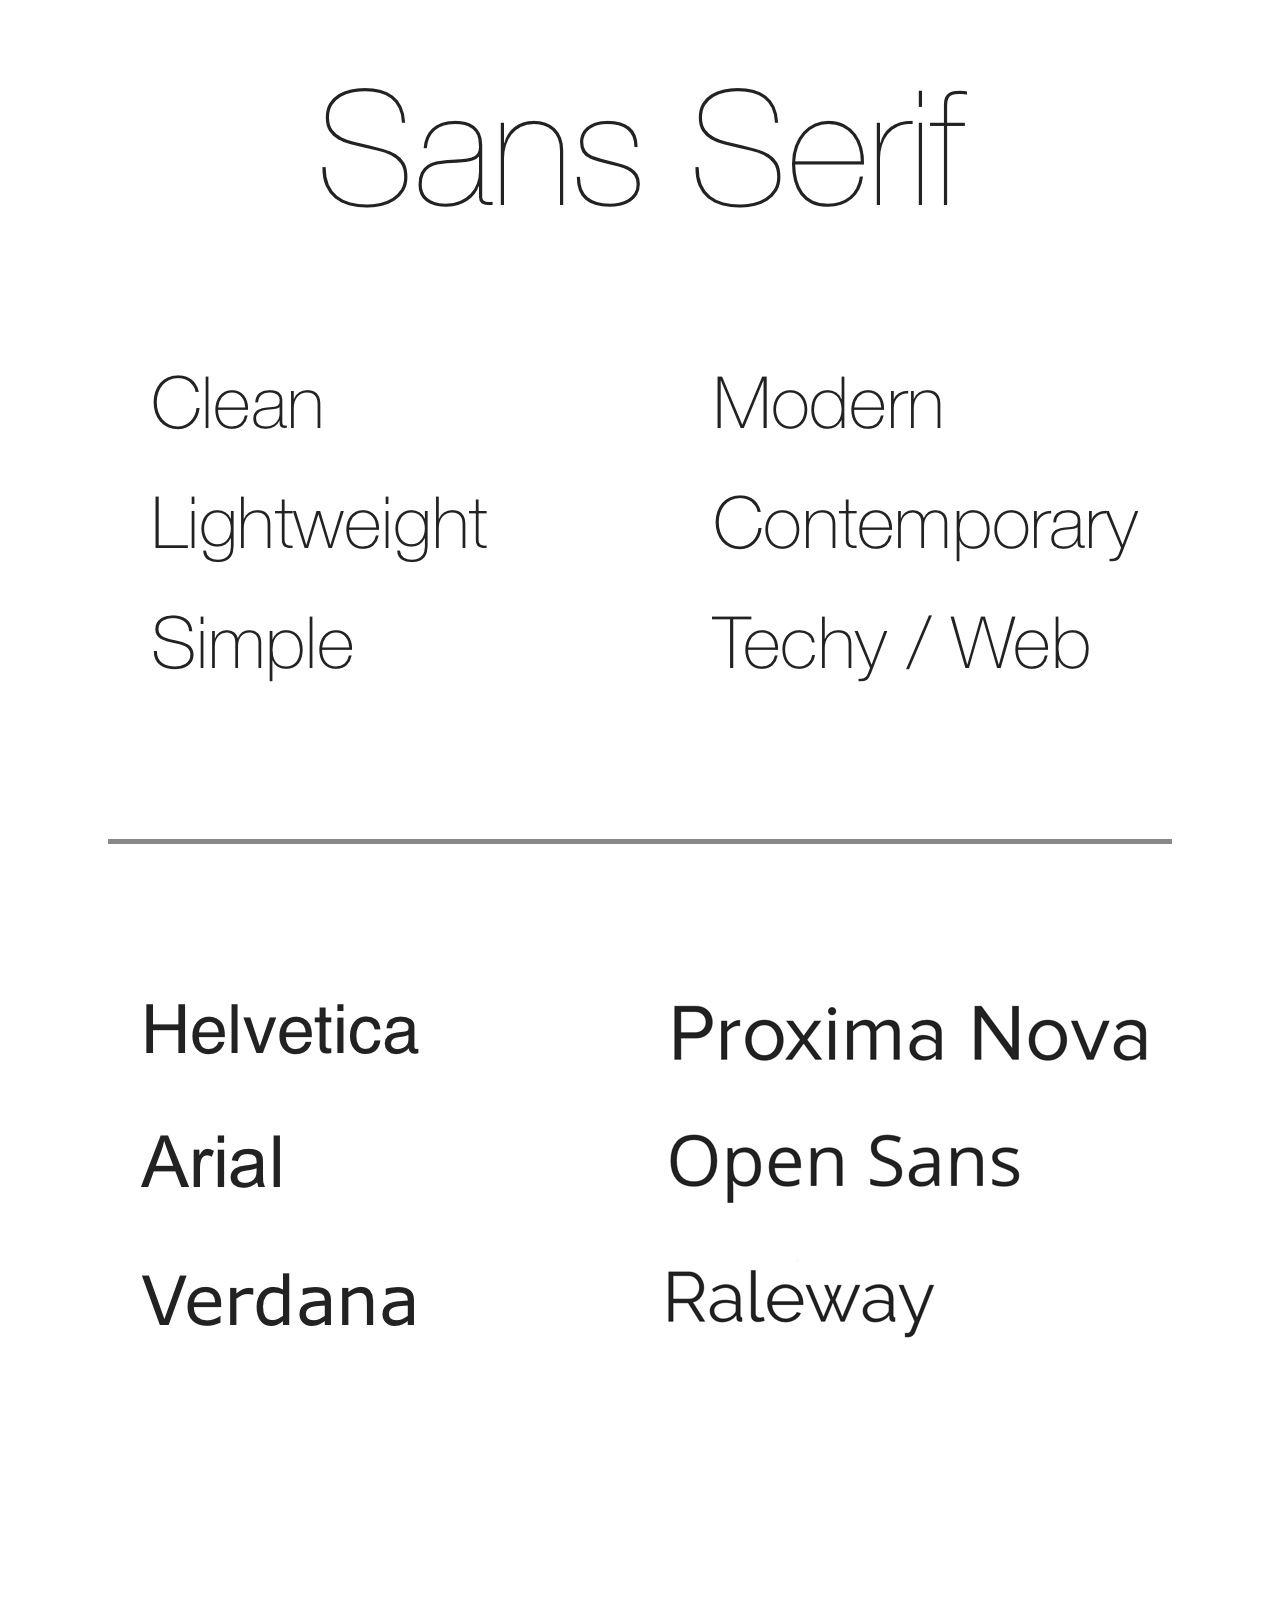 Sans Serif
Clean
Lightweight
Simple
Modern
Contemporary
Techy / Web
Helvetica
Arial
Verdana
Proxima Nova
Open Sans
Raleway